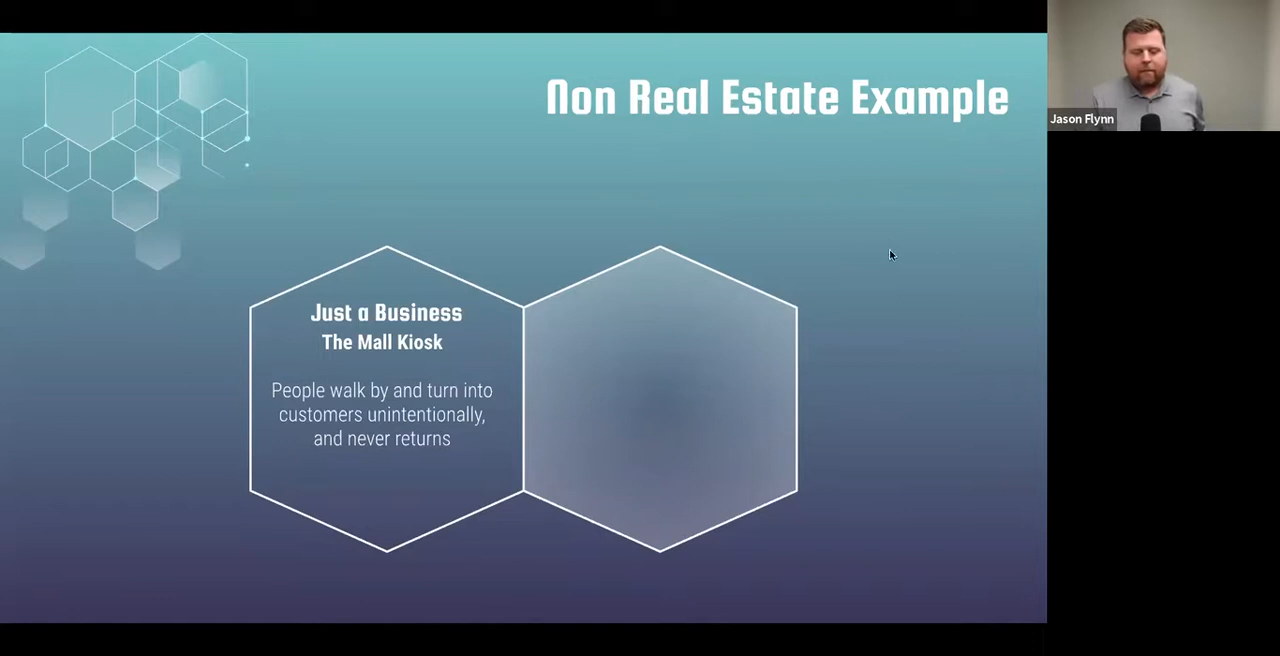 Non Real Estate Example
Jason Flynn
Just a Business
The Mall Kiosk
People walk by and turn into
customers unintentionally,
and never returns